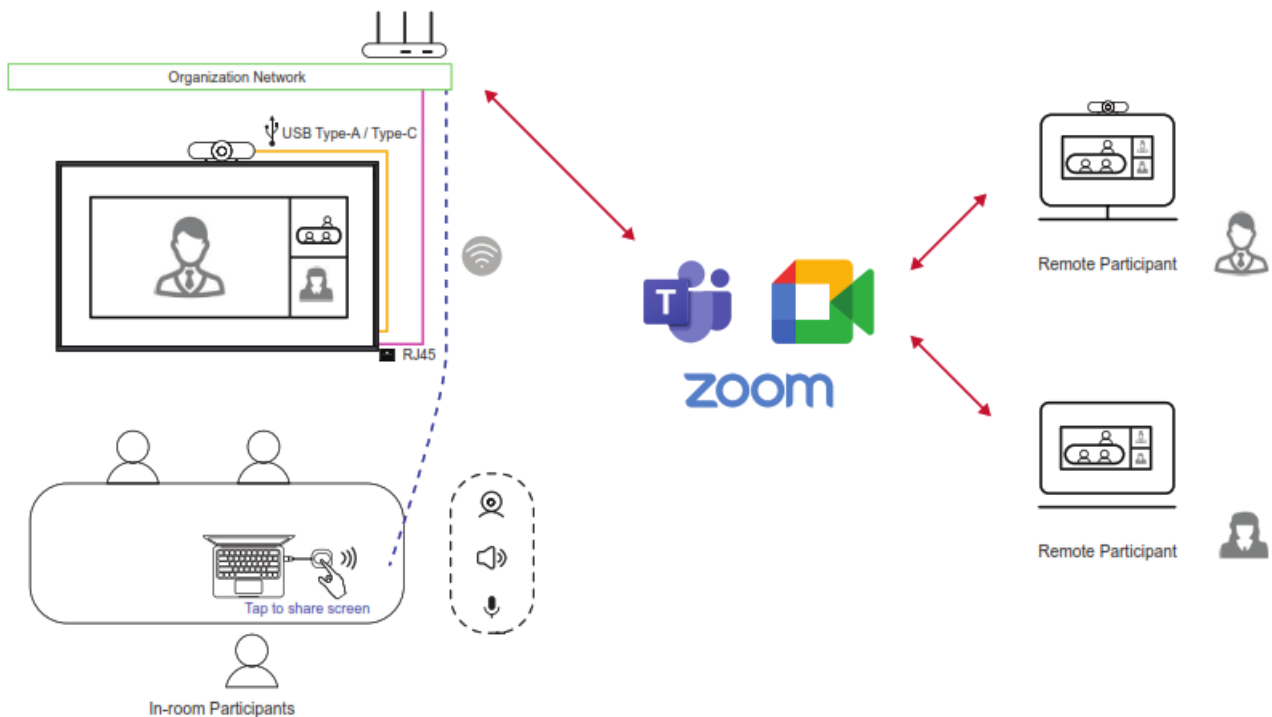 Organization Network
USB Type-A / Type-C
RJ45
Tap to share screen
In-room Participants
T
zoom
Remote Participant
Remote Participant